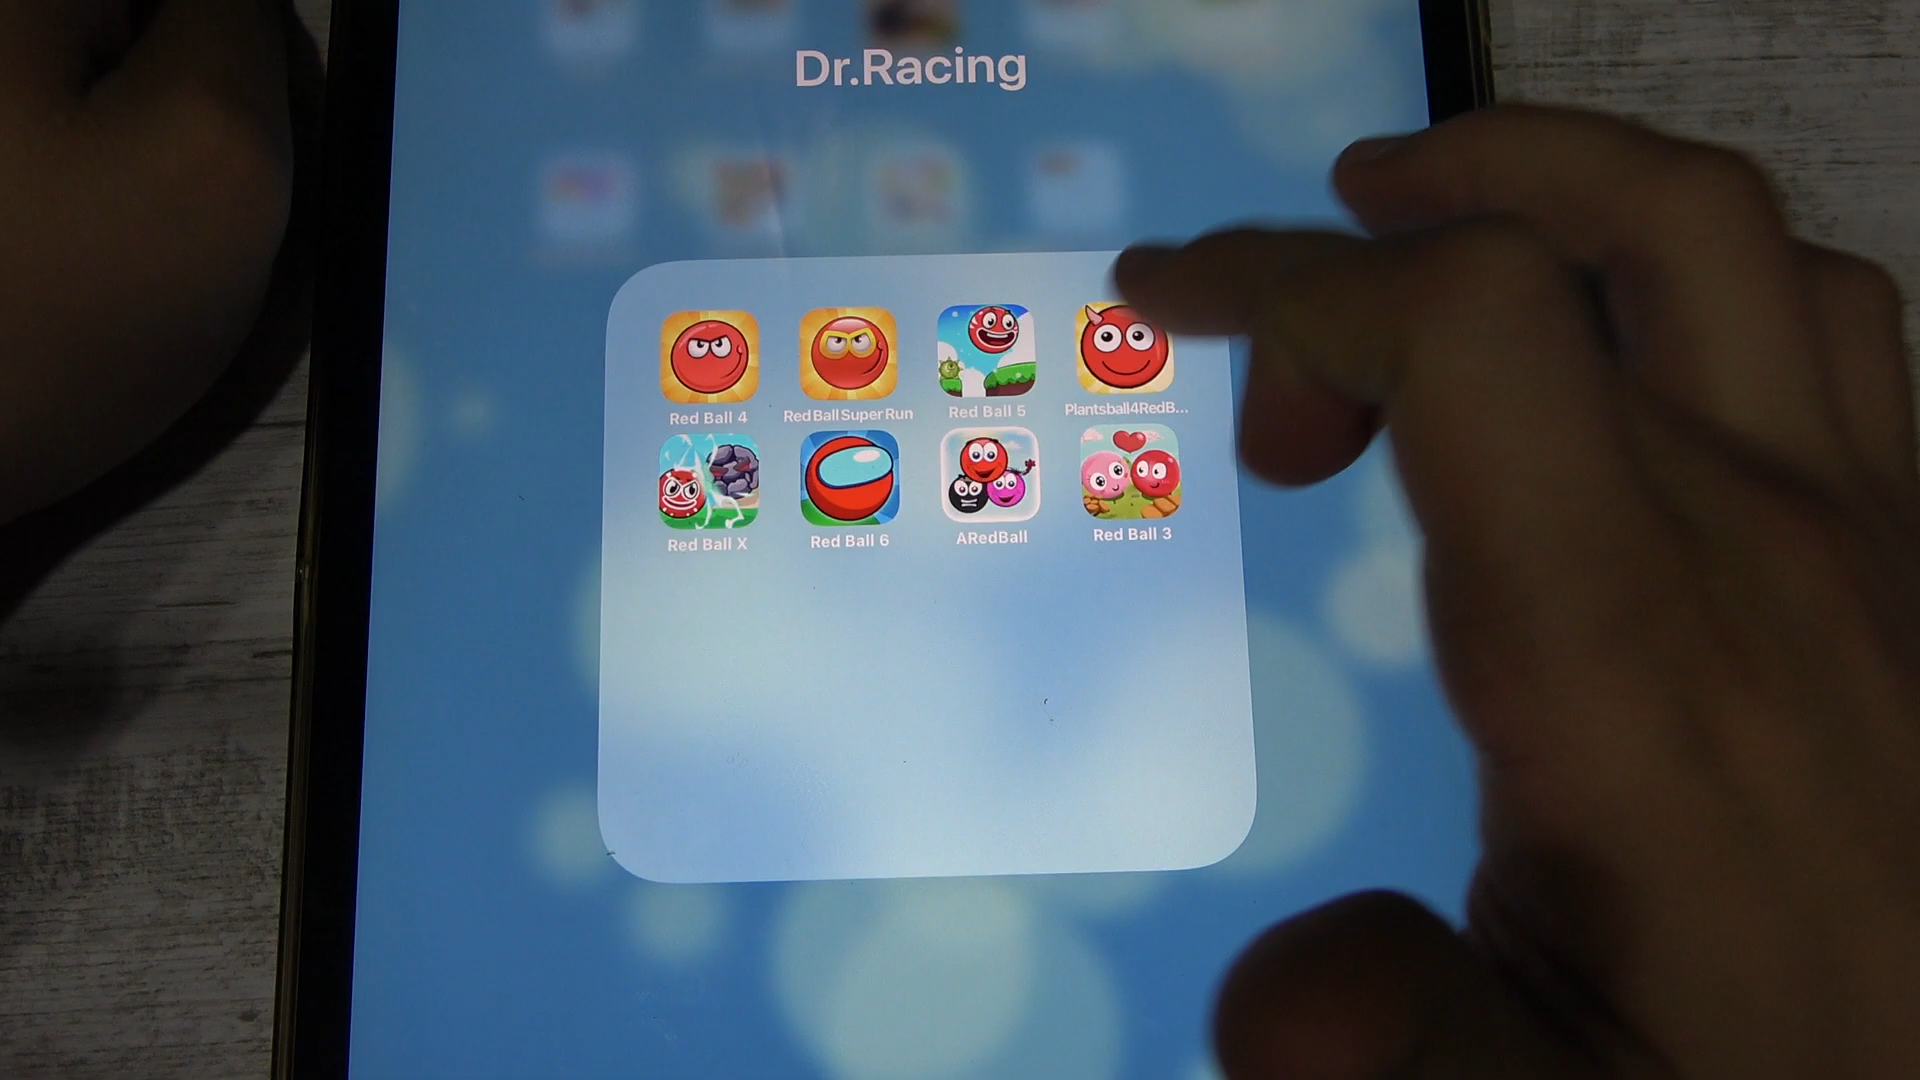 Dr.Racing
Red Ball 4
Red Ball Super Run
Red Ball 5
Plantsball4RedB...
Red Ball X
Red Ball 6
ARedBall
Red Ball 3